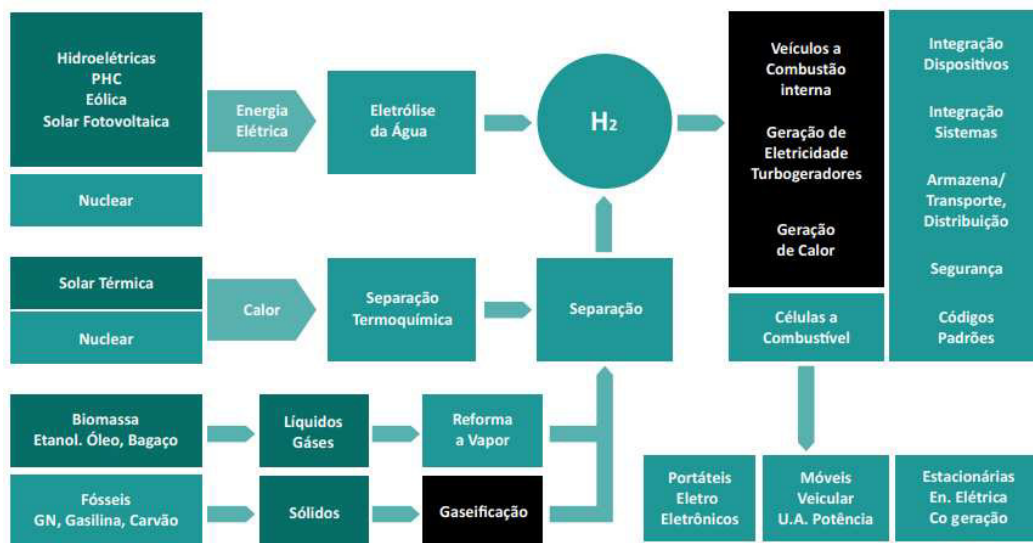 Hidroelétricas
PHC
Eólica
Solar Fotovoltaica
Nuclear
Energia
Elétrica
Eletrólise
da Água
H₂
Veículos a
Combustão
interna
Geração de
Eletricidade
Turbogeradores
Geração
de Calor
Integração
Dispositivos
Integração
Sistemas
Armazena/
Transporte,
Distribuição
Segurança
Códigos
Padrões
Solar Térmica
Nuclear
Calor
Separação
Termoquímica
Separação
Células a
Combustível
Biomassa
Etanol. Óleo, Bagaço
Líquidos
Gáses
Reforma
a Vapor
Fósseis
GN, Gasilina, Carvão
Sólidos
Gaseificação
Portáteis
Eletro
Eletrônicos
Móveis
Veicular
U.A. Potência
Estacionárias
En. Elétrica
Co geração